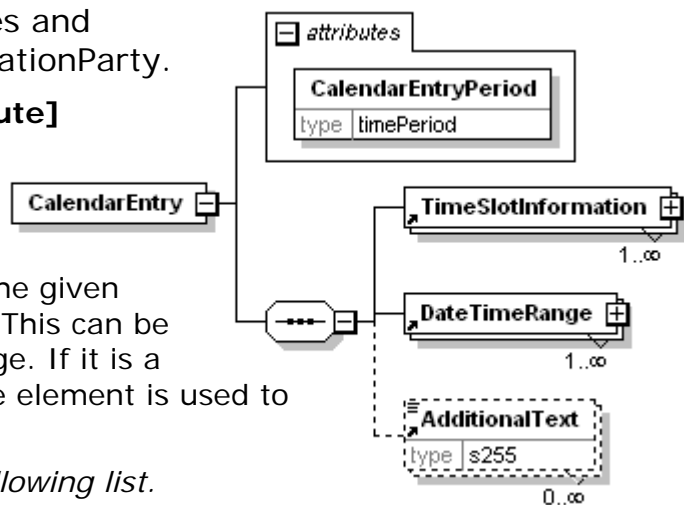 es and
ationParty.
ute]
attributes
CalendarEntryPeriod
type timePeriod
CalendarEntry
TimeSlotInformation
1..∞
ne given
This can be
ge. If it is a
e element is used to
DateTimeRange
1..∞
AdditionalText
type s255
0..∞
llowing list.